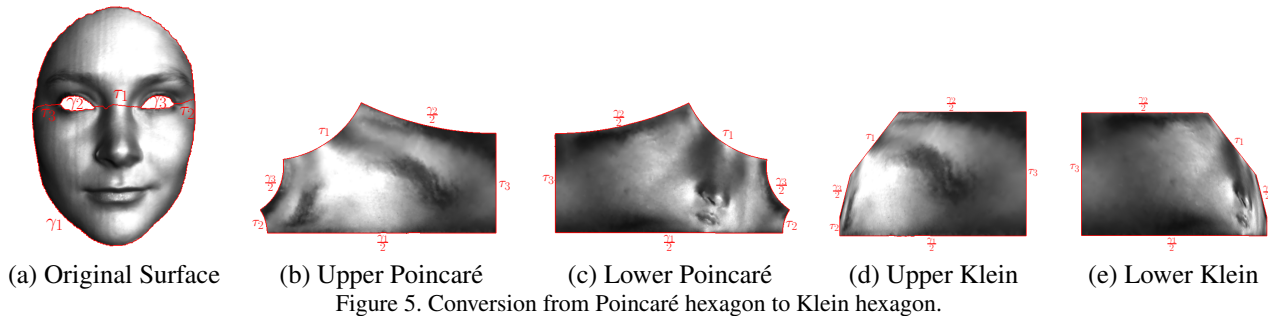 γ2 τ1 γ3
τ3 τ2
γ1
γ2/2
τ1
γ3/2
τ3
τ2
γ1/2
γ2/2
τ1
τ3
γ3/2
τ2
γ1/2
γ2/2
τ1
γ3/2
τ3
τ2
γ1/2
γ2/2
τ1
τ3
γ3/2
τ2
γ1/2
(a) Original Surface (b) Upper Poincaré (c) Lower Poincaré (d) Upper Klein (e) Lower Klein
Figure 5. Conversion from Poincaré hexagon to Klein hexagon.